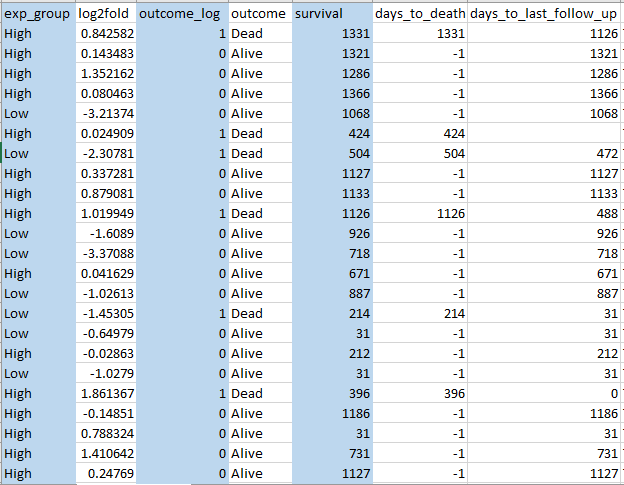 exp_group log2fold outcome_log outcome survival days_to_death days_to_last_follow_up
High 0.842582 1 Dead 1331 1331 1126
High 0.143483 0 Alive 1321 -1 1321
High 1.352162 0 Alive 1286 -1 1286
High 0.080463 0 Alive 1366 -1 1366
Low -3.21374 0 Alive 1068 -1 1068
High 0.024909 1 Dead 424 424
Low -2.30781 1 Dead 504 504 472
High 0.337281 0 Alive 1127 -1 1127
High 0.879081 0 Alive 1133 -1 1133
High 1.019949 1 Dead 1126 1126 488
Low -1.6089 0 Alive 926 -1 926
Low -3.37088 0 Alive 718 -1 718
High 0.041629 0 Alive 671 -1 671
Low -1.02613 0 Alive 887 -1 887
Low -1.45305 1 Dead 214 214 31
Low -0.64979 0 Alive 31 -1 31
High -0.02863 0 Alive 212 -1 212
Low -1.0279 0 Alive 31 -1 31
High 1.861367 1 Dead 396 396 0
High -0.14851 0 Alive 1186 -1 1186
High 0.788324 0 Alive 31 -1 31
High 1.410642 0 Alive 731 -1 731
High 0.24769 0 Alive 1127 -1 1127